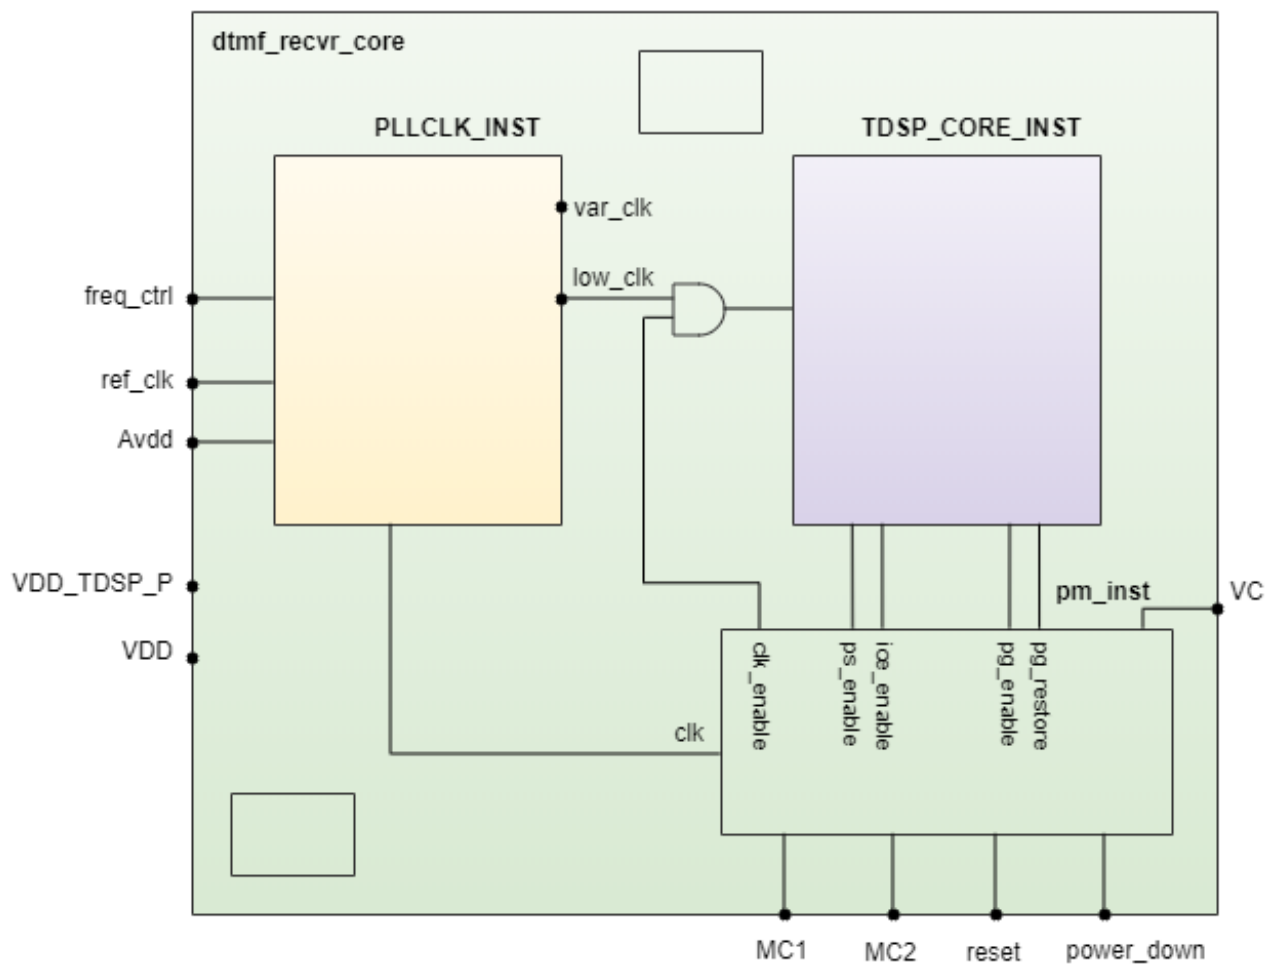 dtmf_recvr_core
PLLCLK_INST
TDSP_CORE_INST
var_clk
low_clk
freq_ctrl
ref_clk
Avdd
VDD_TDSP_P
VDD
pm_inst
VC
clk_enable
ps_enable
ice_enable
pg_enable
pg_restore
clk
MC1
MC2
reset
power_down